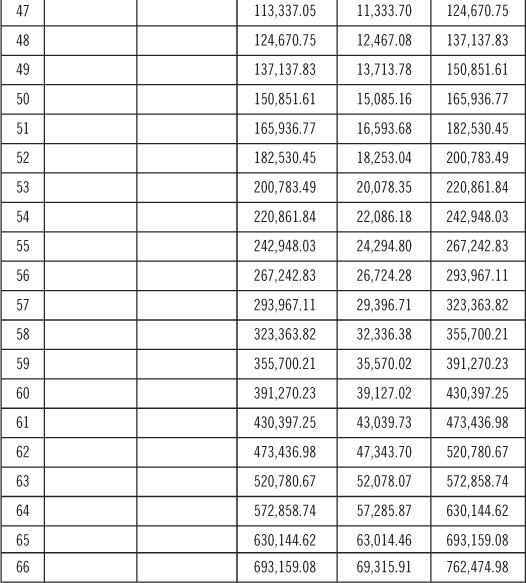 47 113,337.05 11,333.70 124,670.75
48 124,670.75 12,467.08 137,137.83
49 137,137.83 13,713.78 150,851.61
50 150,851.61 15,085.16 165,936.77
51 165,936.77 16,593.68 182,530.45
52 182,530.45 18,253.04 200,783.49
53 200,783.49 20,078.35 220,861.84
54 220,861.84 22,086.18 242,948.03
55 242,948.03 24,294.80 267,242.83
56 267,242.83 26,724.28 293,967.11
57 293,967.11 29,396.71 323,363.82
58 323,363.82 32,336.38 355,700.21
59 355,700.21 35,570.02 391,270.23
60 391,270.23 39,127.02 430,397.25
61 430,397.25 43,039.73 473,436.98
62 473,436.98 47,343.70 520,780.67
63 520,780.67 52,078.07 572,858.74
64 572,858.74 57,285.87 630,144.62
65 630,144.62 63,014.46 693,159.08
66 693,159.08 69,315.91 762,474.98